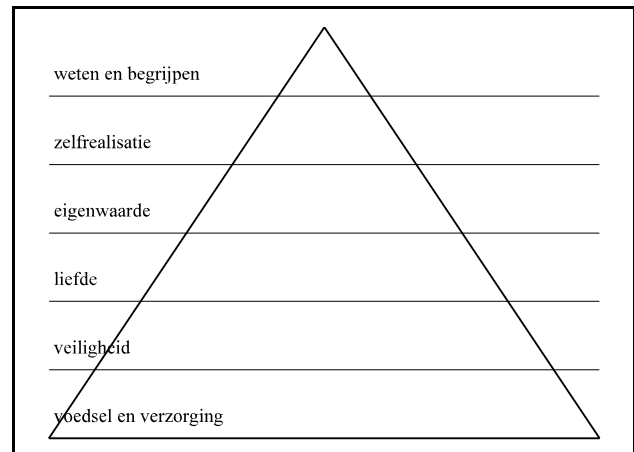 weten en begrijpen
zelfrealisatie
eigenwaarde
liefde
veiligheid
voedsel en verzorging